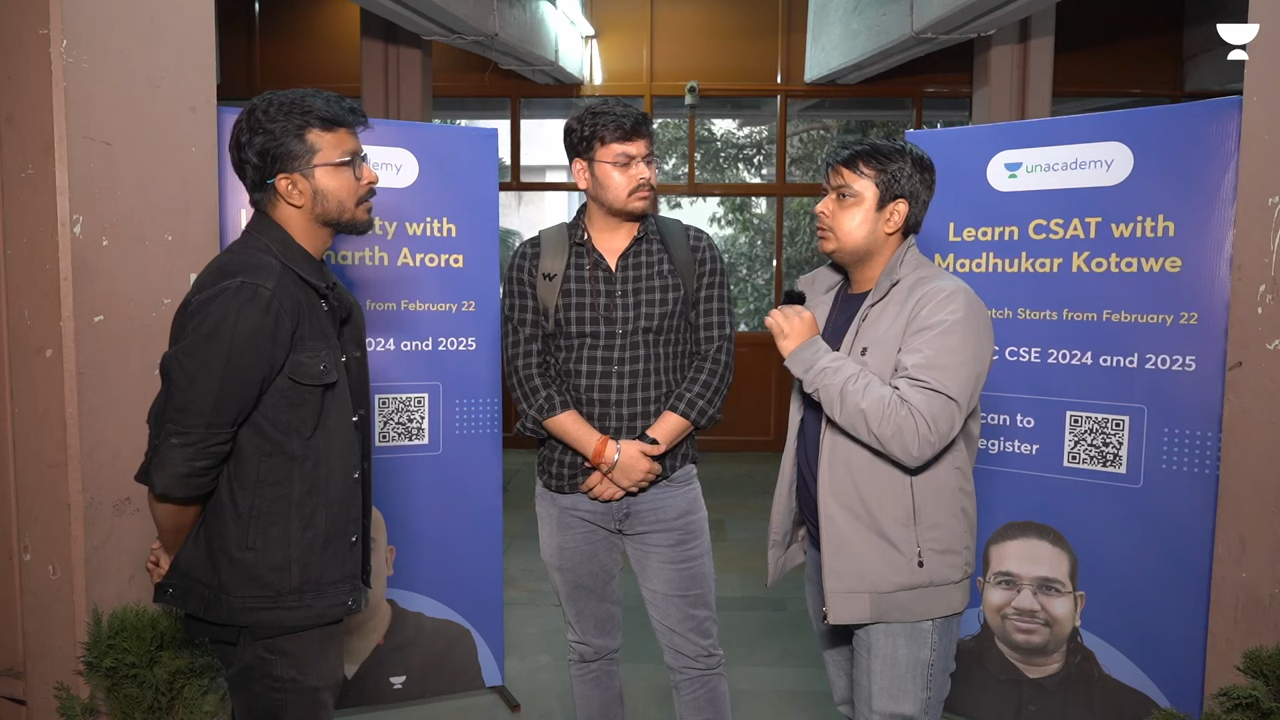 demy
ty with
harth Arora
from February 22
2024 and 2025
unacademy
Learn CSAT with
Madhukar Kotawe
atch Starts from February 22
C CSE 2024 and 2025
can to
egister